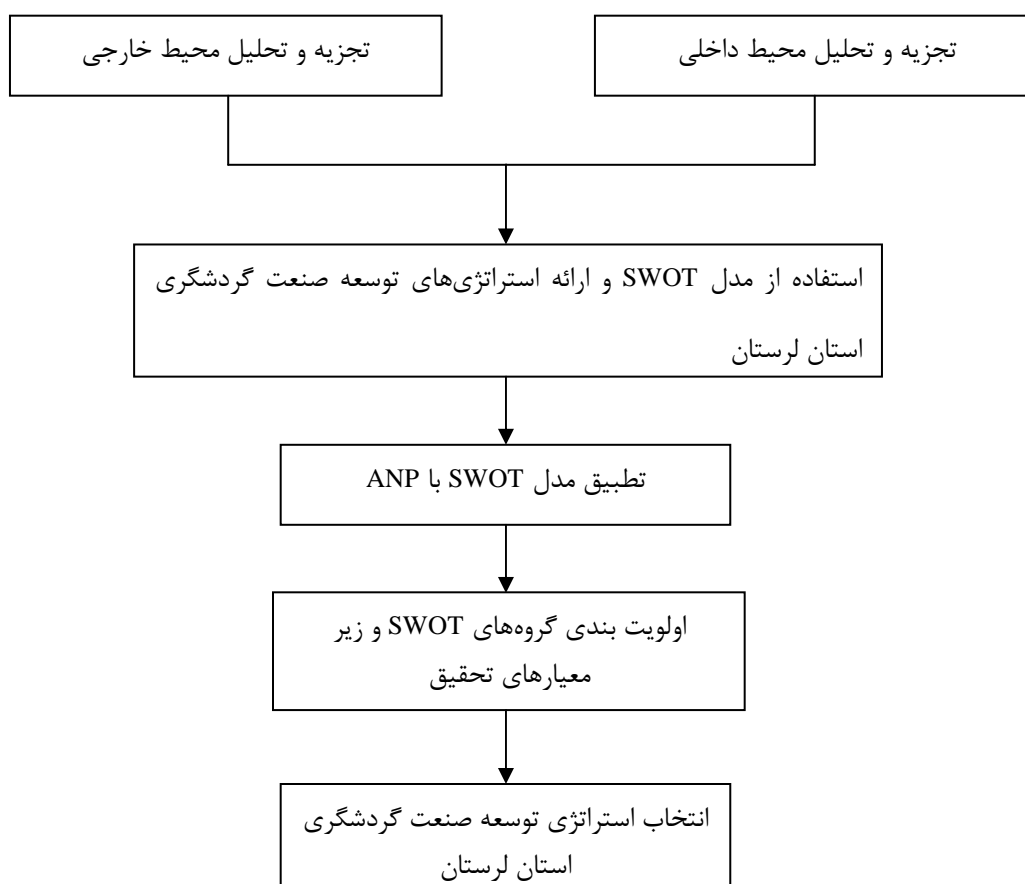 تجزیه و تحلیل محیط داخلی
تجزیه و تحلیل محیط خارجی
استفاده از مدل SWOT و ارائه استراتژی‌های توسعه صنعت گردشگری
استان لرستان
تطبیق مدل SWOT با ANP
اولویت بندی گروه‌های SWOT و زیر
معیارهای تحقیق
انتخاب استراتژی توسعه صنعت گردشگری
استان لرستان